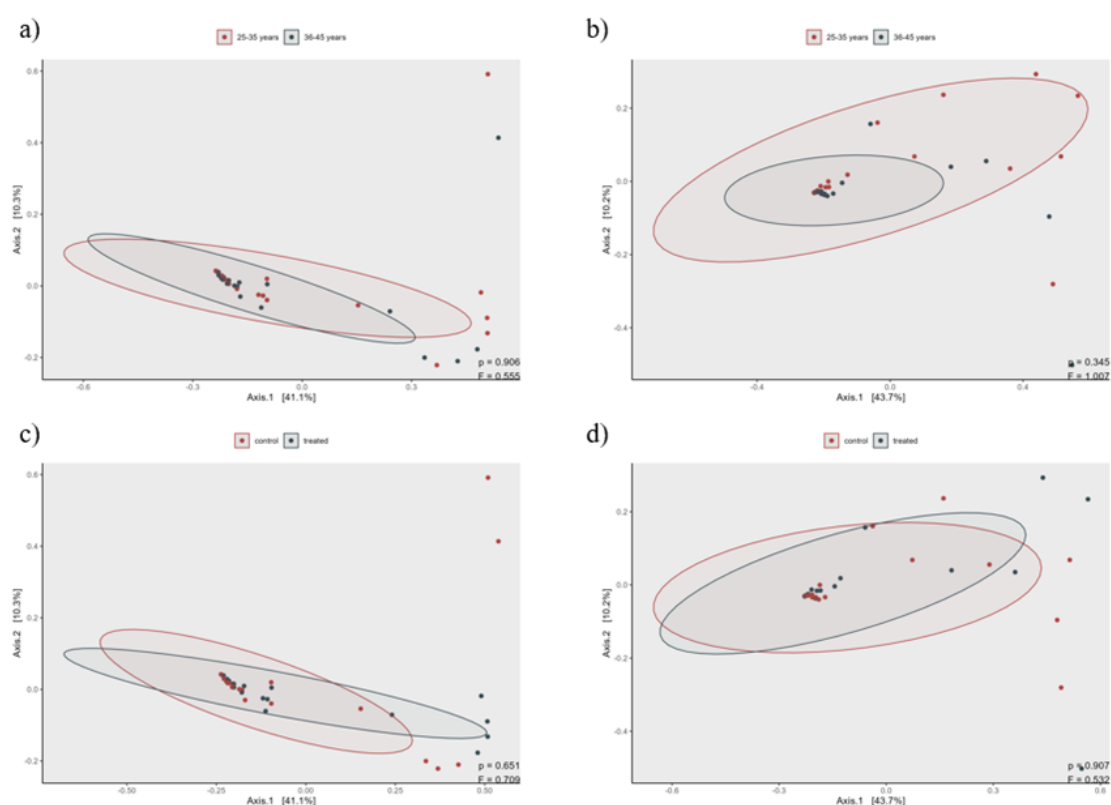 a)
25-35 years 36-45 years
0.6
0.4
0.2
0.0
-0.2
Axis.2 [10.3%]
p = 0.906
F = 0.555
-0.6 -0.3 0.0 0.3
Axis.1 [41.1%]
b)
25-35 years 36-45 years
0.2
0.0
-0.2
-0.4
Axis.2 [10.2%]
p = 0.345
F = 1.007
-0.4 0.0 0.4
Axis.1 [43.7%]
c)
control treated
0.6
0.4
0.2
0.0
-0.2
Axis.2 [10.3%]
p = 0.651
F = 0.709
-0.50 -0.25 0.00 0.25 0.50
Axis.1 [41.1%]
d)
control treated
0.2
0.0
-0.2
-0.4
Axis.2 [10.2%]
p = 0.907
F = 0.532
-0.6 -0.3 0.0 0.3 0.6
Axis.1 [43.7%]